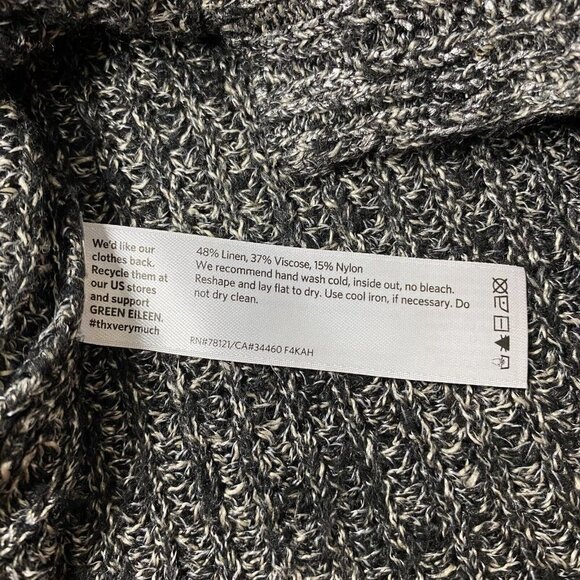 We'd like our
clothes back.
Recycle them at
our US stores
and support
GREEN EILEEN.
#thxverymuch
48% Linen, 37% Viscose, 15% Nylon
We recommend hand wash cold, inside out, no bleach.
Reshape and lay flat to dry. Use cool iron, if necessary. Do
not dry clean.
RN#78121/CA#34460 F4KAH